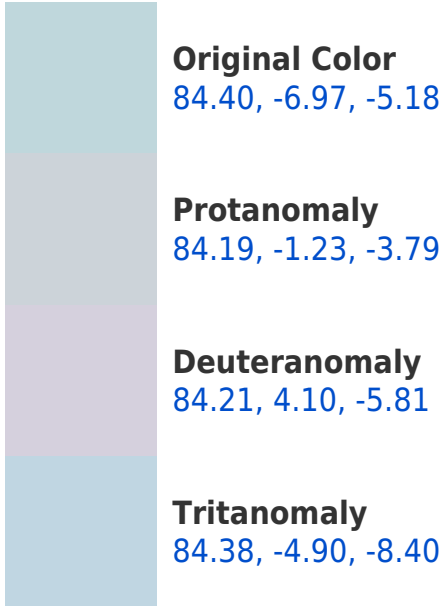 Original Color
84.40, -6.97, -5.18
Protanomaly
84.19, -1.23, -3.79
Deuteranomaly
84.21, 4.10, -5.81
Tritanomaly
84.38, -4.90, -8.40